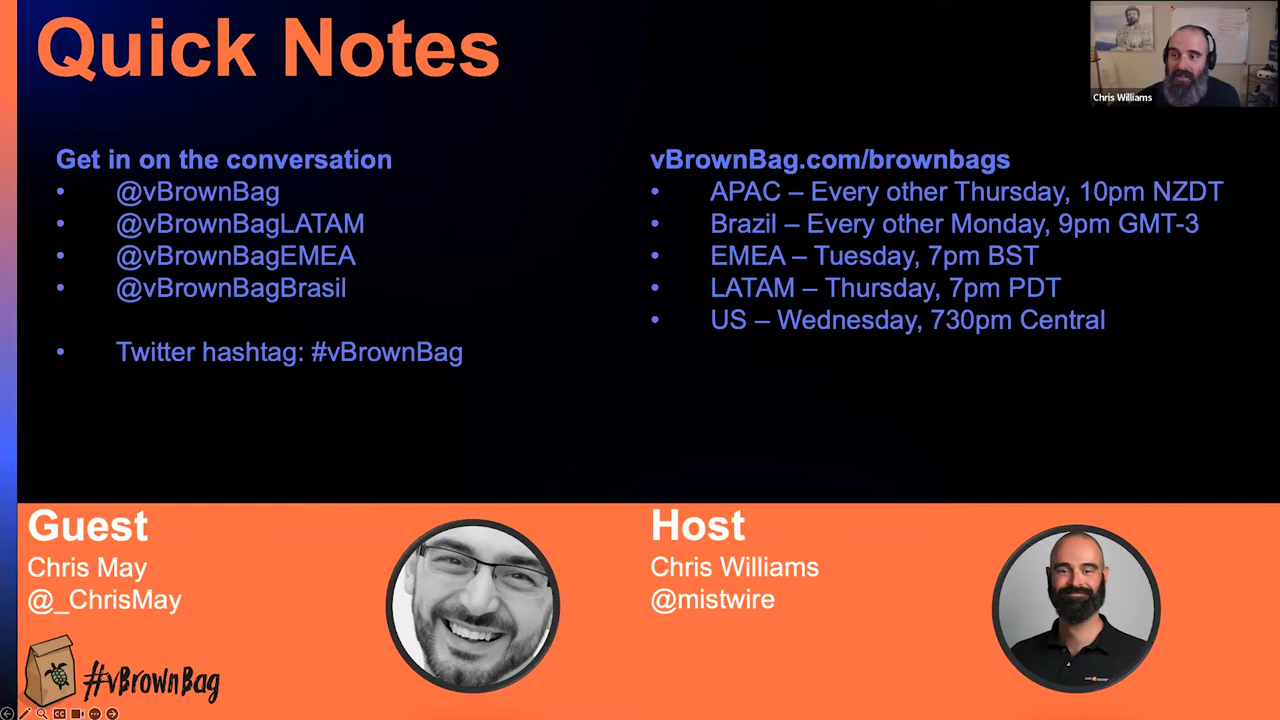 Quick Notes
Chris Williams
Get in on the conversation
• @vBrownBag
• @vBrownBagLATAM
• @vBrownBagEMEA
• @vBrownBagBrasil
• Twitter hashtag: #vBrownBag
vBrownBag.com/brownbags
• APAC – Every other Thursday, 10pm NZDT
• Brazil – Every other Monday, 9pm GMT-3
• EMEA – Tuesday, 7pm BST
• LATAM – Thursday, 7pm PDT
• US – Wednesday, 730pm Central
Guest
Chris May
@_ChrisMay
#vBrownBag
Host
Chris Williams
@mistwire
CC